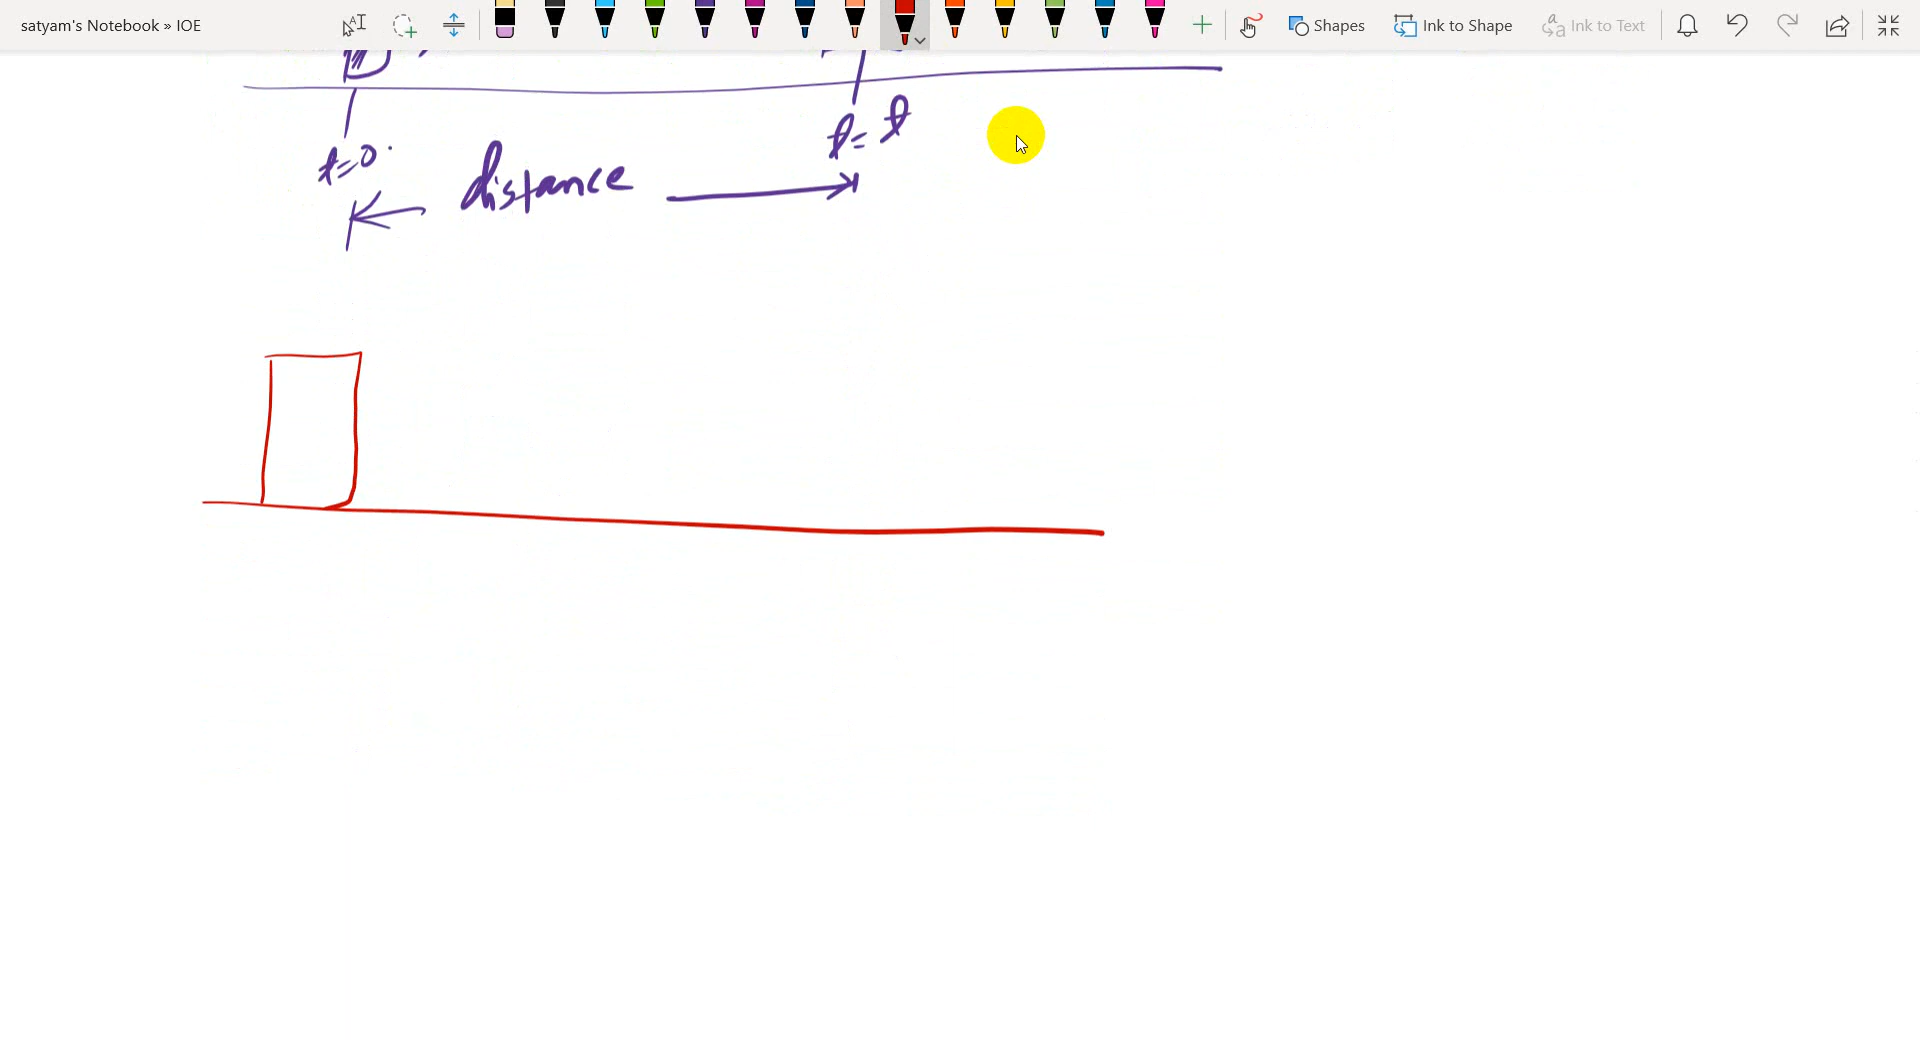 satyam's Notebook » IOE
Shapes
Ink to Shape
Ink to Text
t=0
t=t
distance